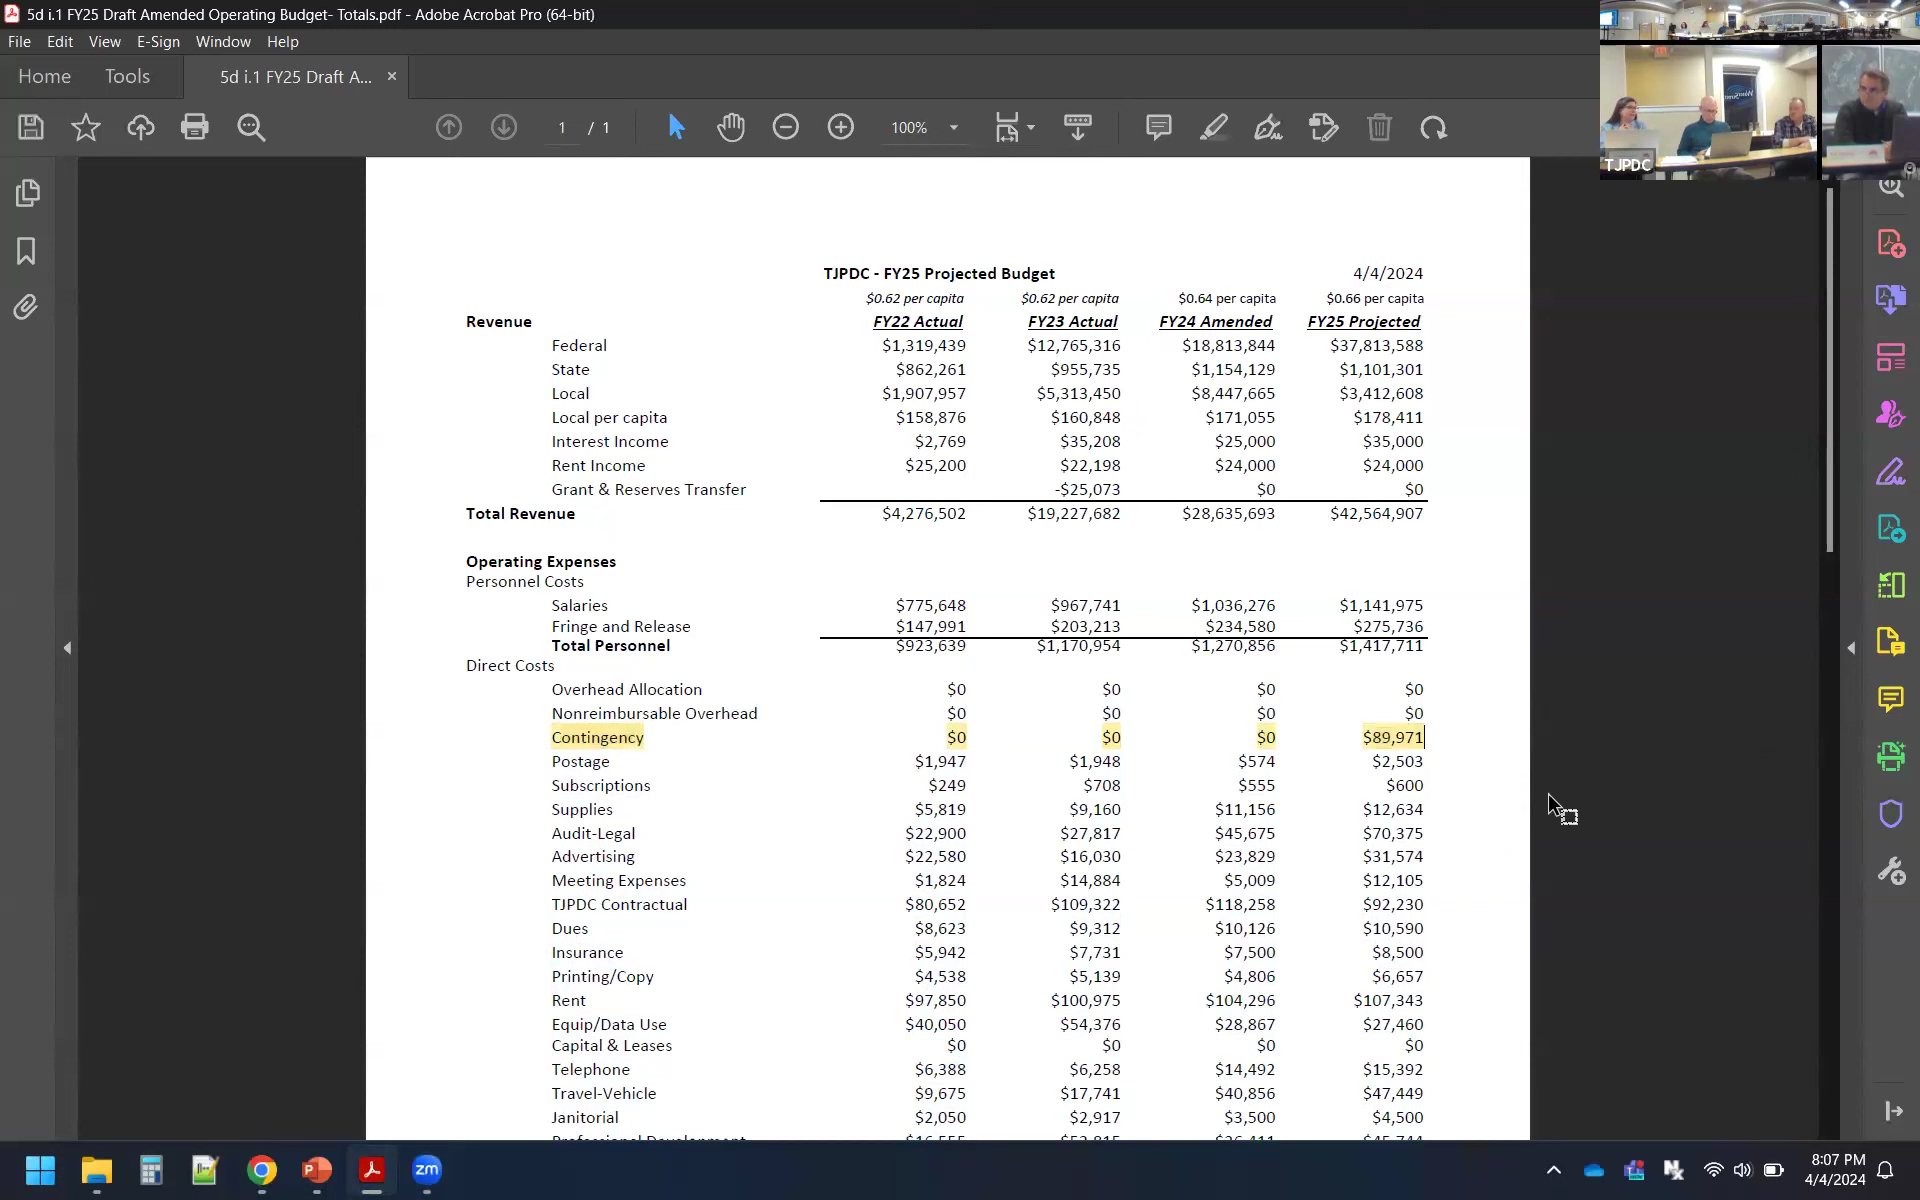 5d i.1 FY25 Draft Amended Operating Budget- Totals.pdf - Adobe Acrobat Pro (64-bit)
File Edit View E-Sign Window Help
Home Tools 5d i.1 FY25 Draft A... ×
1 / 1 100%
TJPDC
TJPDC - FY25 Projected Budget 4/4/2024
$0.62 per capita $0.62 per capita $0.64 per capita $0.66 per capita
Revenue FY22 Actual FY23 Actual FY24 Amended FY25 Projected
Federal $1,319,439 $12,765,316 $18,813,844 $37,813,588
State $862,261 $955,735 $1,154,129 $1,101,301
Local $1,907,957 $5,313,450 $8,447,665 $3,412,608
Local per capita $158,876 $160,848 $171,055 $178,411
Interest Income $2,769 $35,208 $25,000 $35,000
Rent Income $25,200 $22,198 $24,000 $24,000
Grant & Reserves Transfer -$25,073 $0 $0
Total Revenue $4,276,502 $19,227,682 $28,635,693 $42,564,907
Operating Expenses
Personnel Costs
Salaries $775,648 $967,741 $1,036,276 $1,141,975
Fringe and Release $147,991 $203,213 $234,580 $275,736
Total Personnel $923,639 $1,170,954 $1,270,856 $1,417,711
Direct Costs
Overhead Allocation $0 $0 $0 $0
Nonreimbursable Overhead $0 $0 $0 $0
Contingency $0 $0 $0 $89,971
Postage $1,947 $1,948 $574 $2,503
Subscriptions $249 $708 $555 $600
Supplies $5,819 $9,160 $11,156 $12,634
Audit-Legal $22,900 $27,817 $45,675 $70,375
Advertising $22,580 $16,030 $23,829 $31,574
Meeting Expenses $1,824 $14,884 $5,009 $12,105
TJPDC Contractual $80,652 $109,322 $118,258 $92,230
Dues $8,623 $9,312 $10,126 $10,590
Insurance $5,942 $7,731 $7,500 $8,500
Printing/Copy $4,538 $5,139 $4,806 $6,657
Rent $97,850 $100,975 $104,296 $107,343
Equip/Data Use $40,050 $54,376 $28,867 $27,460
Capital & Leases $0 $0 $0 $0
Telephone $6,388 $6,258 $14,492 $15,392
Travel-Vehicle $9,675 $17,741 $40,856 $47,449
Janitorial $2,050 $2,917 $3,500 $4,500
zm
8:07 PM
4/4/2024